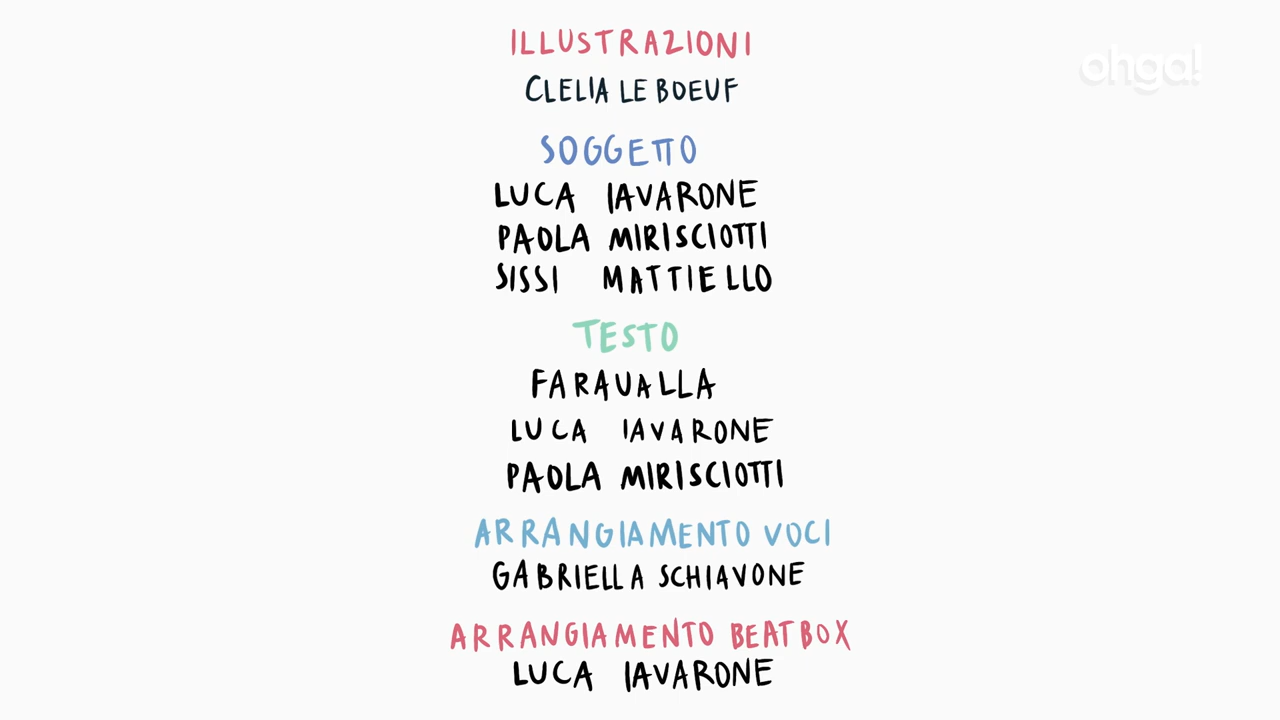 ILLUSTRAZIONI
ohga!
CLELIA LE BOEUF
SOGGETTO
LUCA IAVARONE
PAOLA MIRISCIOTTI
SISSI MATTIELLO
TESTO
FARAUALLA
LUCA IAVARONE
PAOLA MIRISCIOTTI
ARRANGIAMENTO VOCI
GABRIELLA SCHIAVONE
ARRANGIAMENTO BEATBOX
LUCA IAVARONE